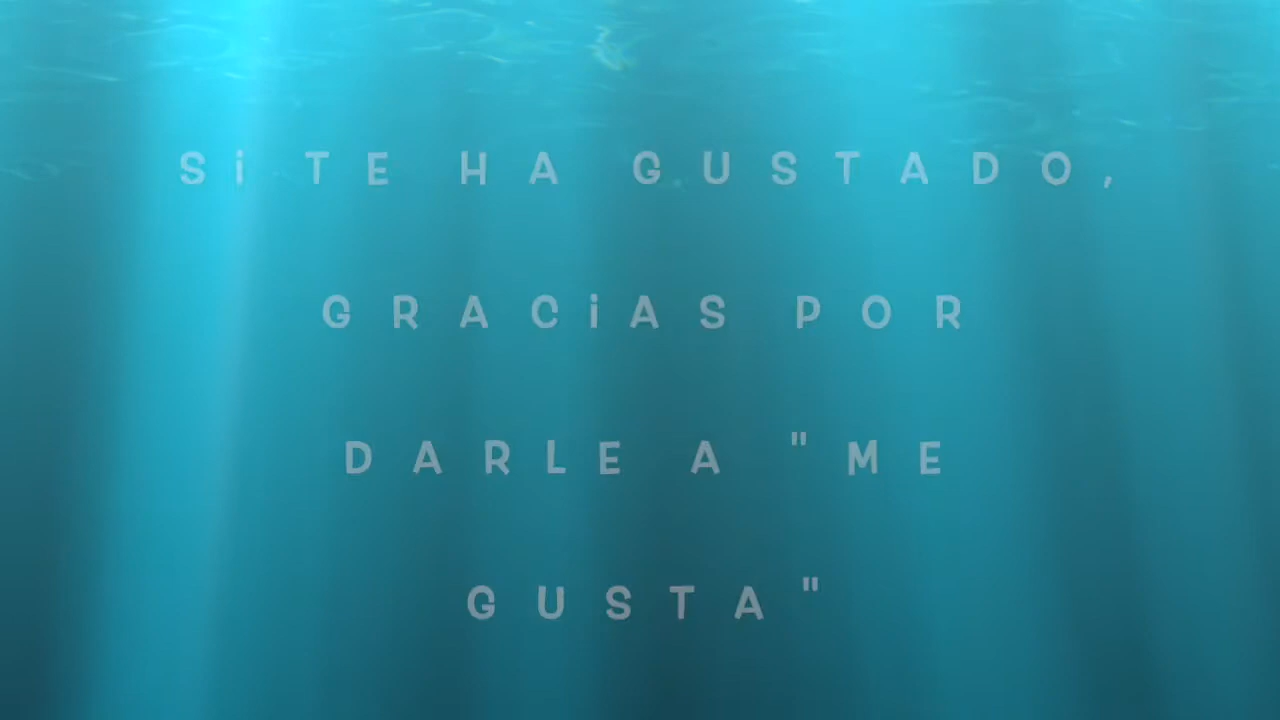 Si TE HA GUSTADO,
GRACiAS POR
DARLE A "ME
GUSTA"